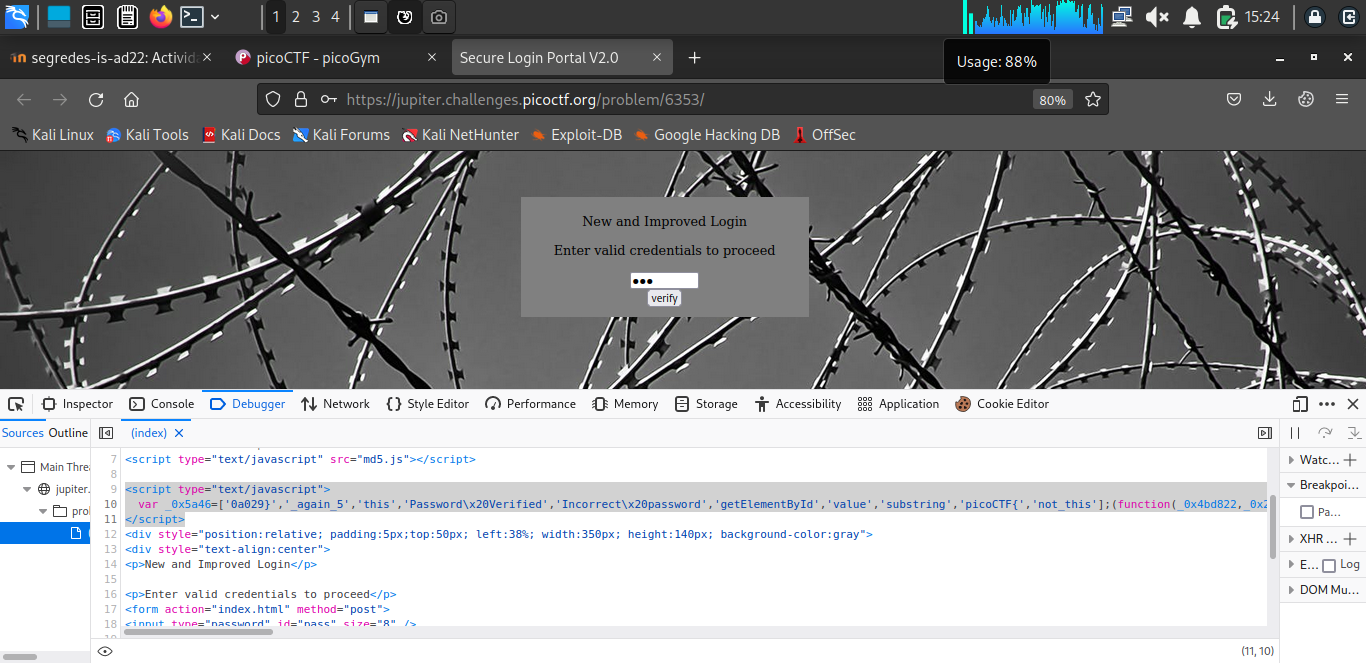 1 2 3 4
15:24
segredes-is-ad22: Activida
picoCTF - picoGym
Secure Login Portal V2.0
Usage: 88%
https://jupiter.challenges.picoctf.org/problem/6353/
80%
Kali Linux Kali Tools Kali Docs Kali Forums Kali NetHunter Exploit-DB Google Hacking DB OffSec
New and Improved Login
Enter valid credentials to proceed
verify
Inspector Console Debugger Network Style Editor Performance Memory Storage Accessibility Application Cookie Editor
Sources Outline (index)
7 <script type="text/javascript" src="md5.js"></script>
8
9 <script type="text/javascript">
10 var _0x5a46=['0a029}','_again_5','this','Password\x20Verified','Incorrect\x20password','getElementById','value','substring','picoCTF{','not_this'];(function(_0x4bd822,_0x2
11 </script>
12 <div style="position:relative; padding:5px;top:50px; left:38%; width:350px; height:140px; background-color:gray">
13 <div style="text-align:center">
14 <p>New and Improved Login</p>
15
16 <p>Enter valid credentials to proceed</p>
17 <form action="index.html" method="post">
18 <input type="password" id="pass" size="8" />
Main Threa
jupiter.
pro
Watc...
Breakpoi...
Pa...
XHR ...
E... Log
DOM Mu...
(11, 10)